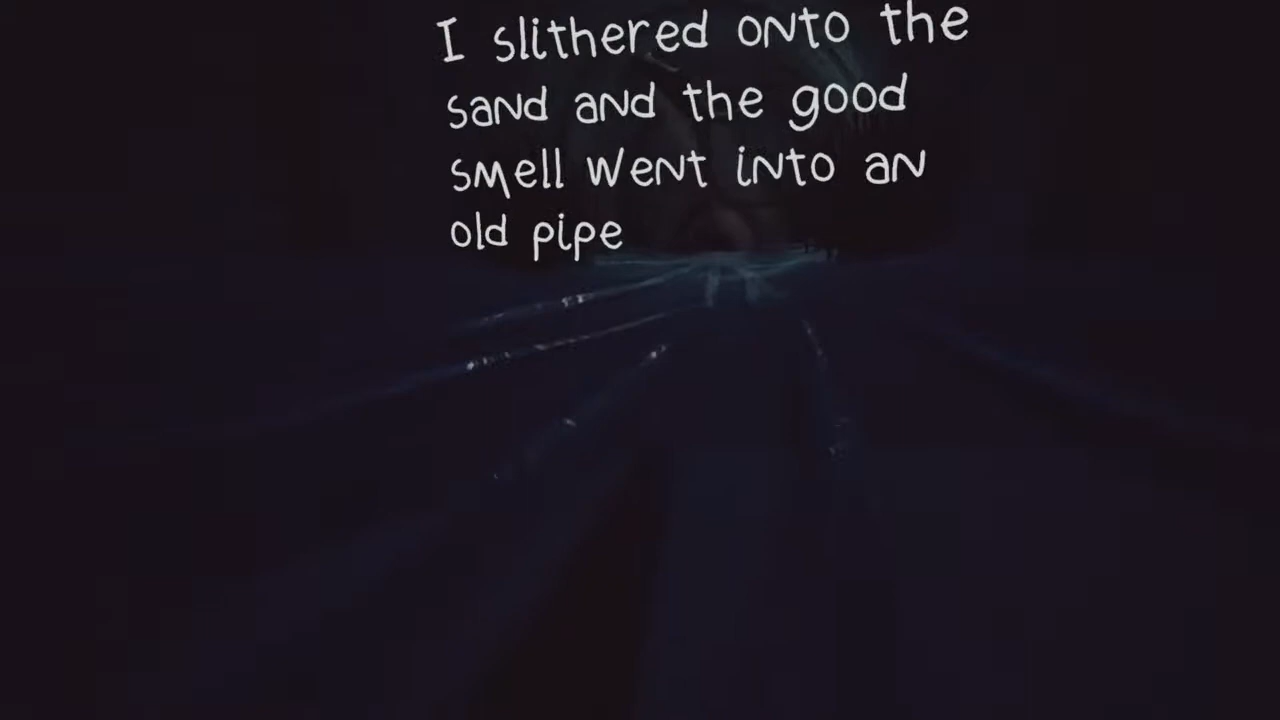 I slithered onto the
sand and the good
smell went into an
old pipe